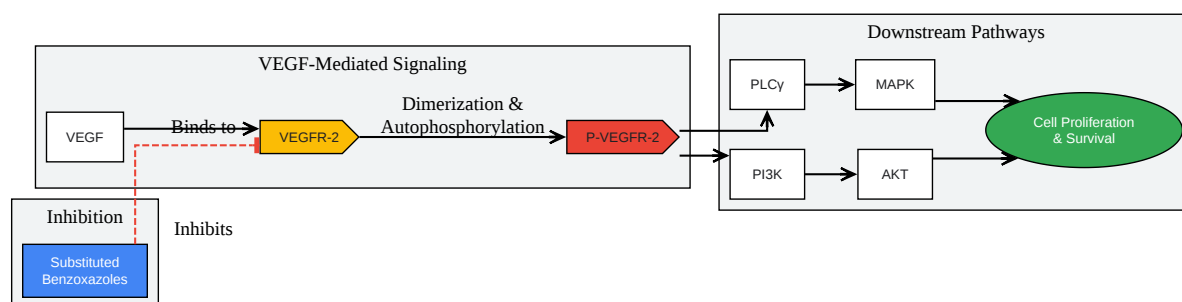 Downstream Pathways
VEGF-Mediated Signaling
PLCγ
MAPK
Dimerization &
Autophosphorylation
VEGF
Binds to
VEGFR-2
P-VEGFR-2
Cell Proliferation
& Survival
PI3K
AKT
Inhibition
Inhibits
Substituted
Benzoxazoles